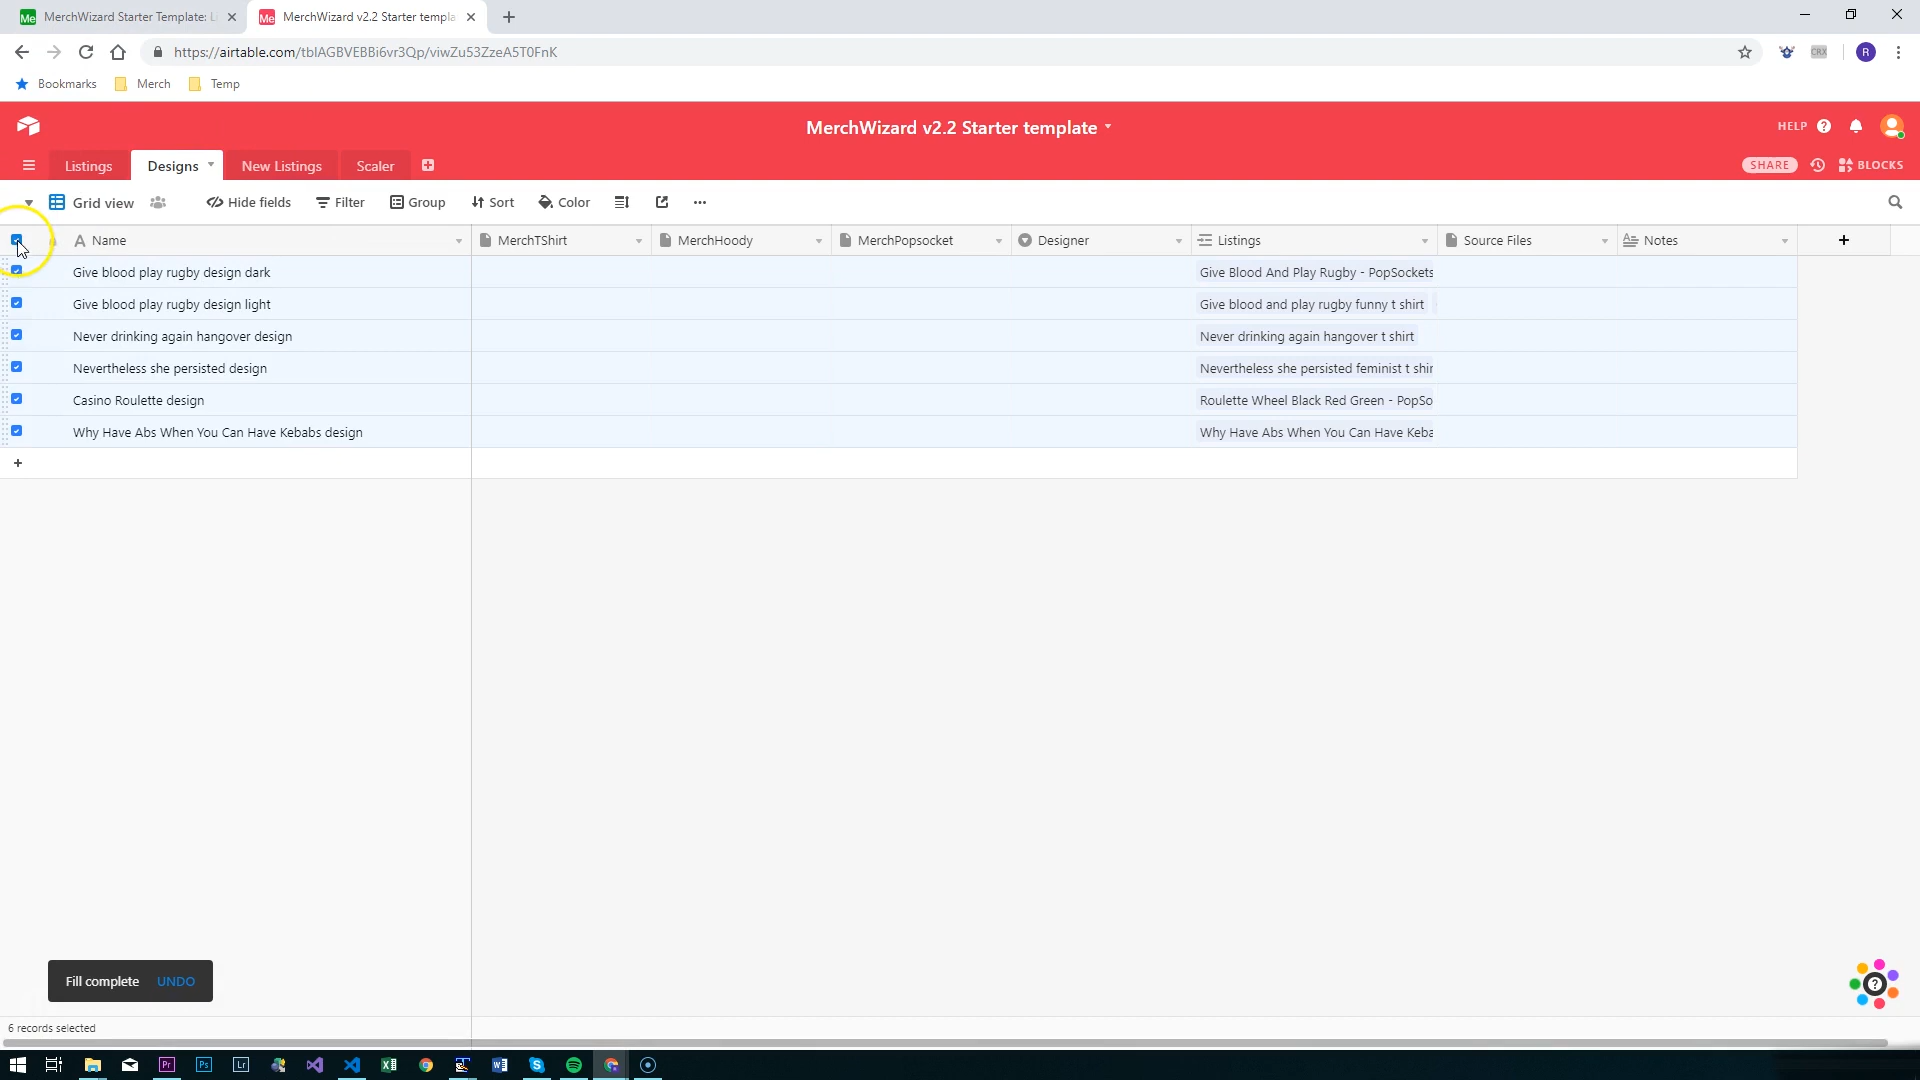 MerchWizard Starter Template: Li
MerchWizard v2.2 Starter templa
https://airtable.com/tblAGBVEBBi6vr3Qp/viwZu53ZzeA5T0FnK
CRX
R
Bookmarks
Merch
Temp
MerchWizard v2.2 Starter template
HELP
Listings
Designs
New Listings
Scaler
SHARE
BLOCKS
Grid view
Hide fields
Filter
Group
Sort
Color
Name
MerchTShirt
MerchHoody
MerchPopsocket
Designer
Listings
Source Files
Notes
Give blood play rugby design dark
Give Blood And Play Rugby - PopSockets
Give blood play rugby design light
Give blood and play rugby funny t shirt
Never drinking again hangover design
Never drinking again hangover t shirt
Nevertheless she persisted design
Nevertheless she persisted feminist t shir
Casino Roulette design
Roulette Wheel Black Red Green - PopSo
Why Have Abs When You Can Have Kebabs design
Why Have Abs When You Can Have Keba
Fill complete UNDO
6 records selected